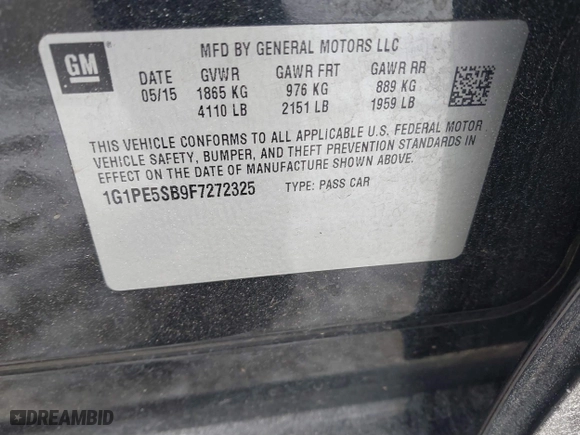 GM
MFD BY GENERAL MOTORS LLC
DATE GVWR GAWR FRT GAWR RR
05/15 1865 KG 976 KG 889 KG
4110 LB 2151 LB 1959 LB
THIS VEHICLE CONFORMS TO ALL APPLICABLE U.S. FEDERAL MOTOR
VEHICLE SAFETY, BUMPER, AND THEFT PREVENTION STANDARDS IN
EFFECT ON THE DATE OF MANUFACTURE SHOWN ABOVE.
1G1PE5SB9F7272325 TYPE: PASS CAR
DREAMBID